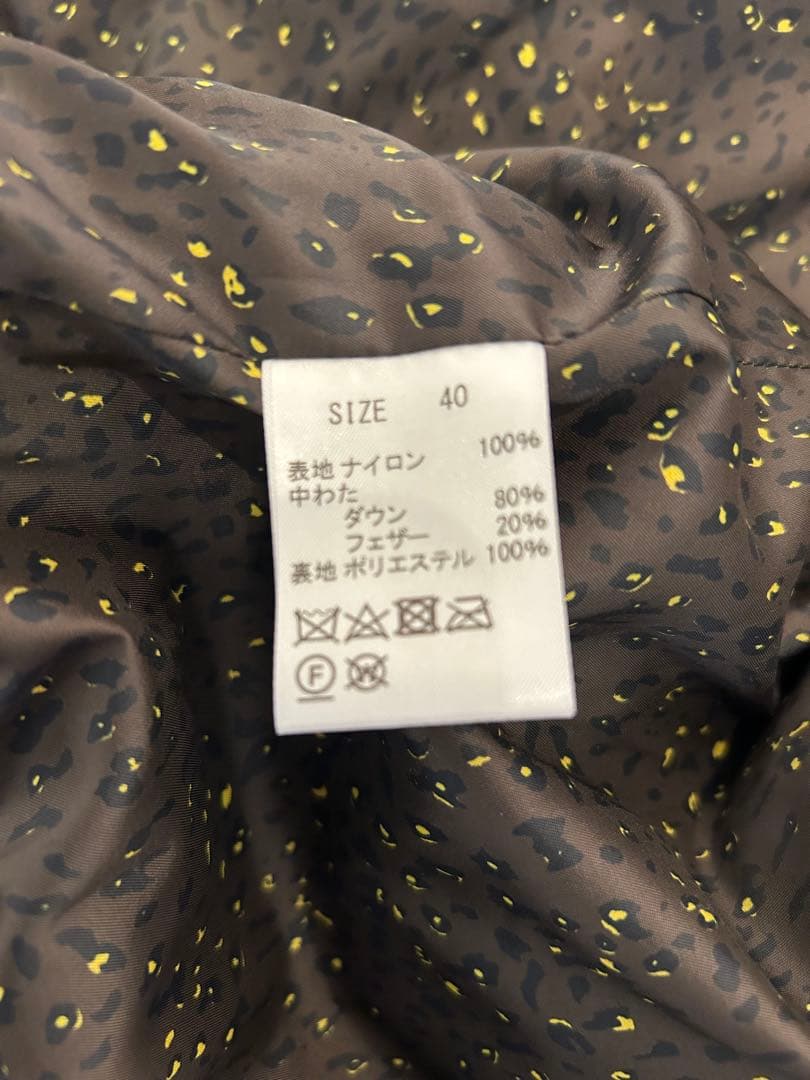 SIZE 40
表地 ナイロン 100%
中わた
ダウン 80%
フェザー 20%
裏地 ポリエステル 100%
F W